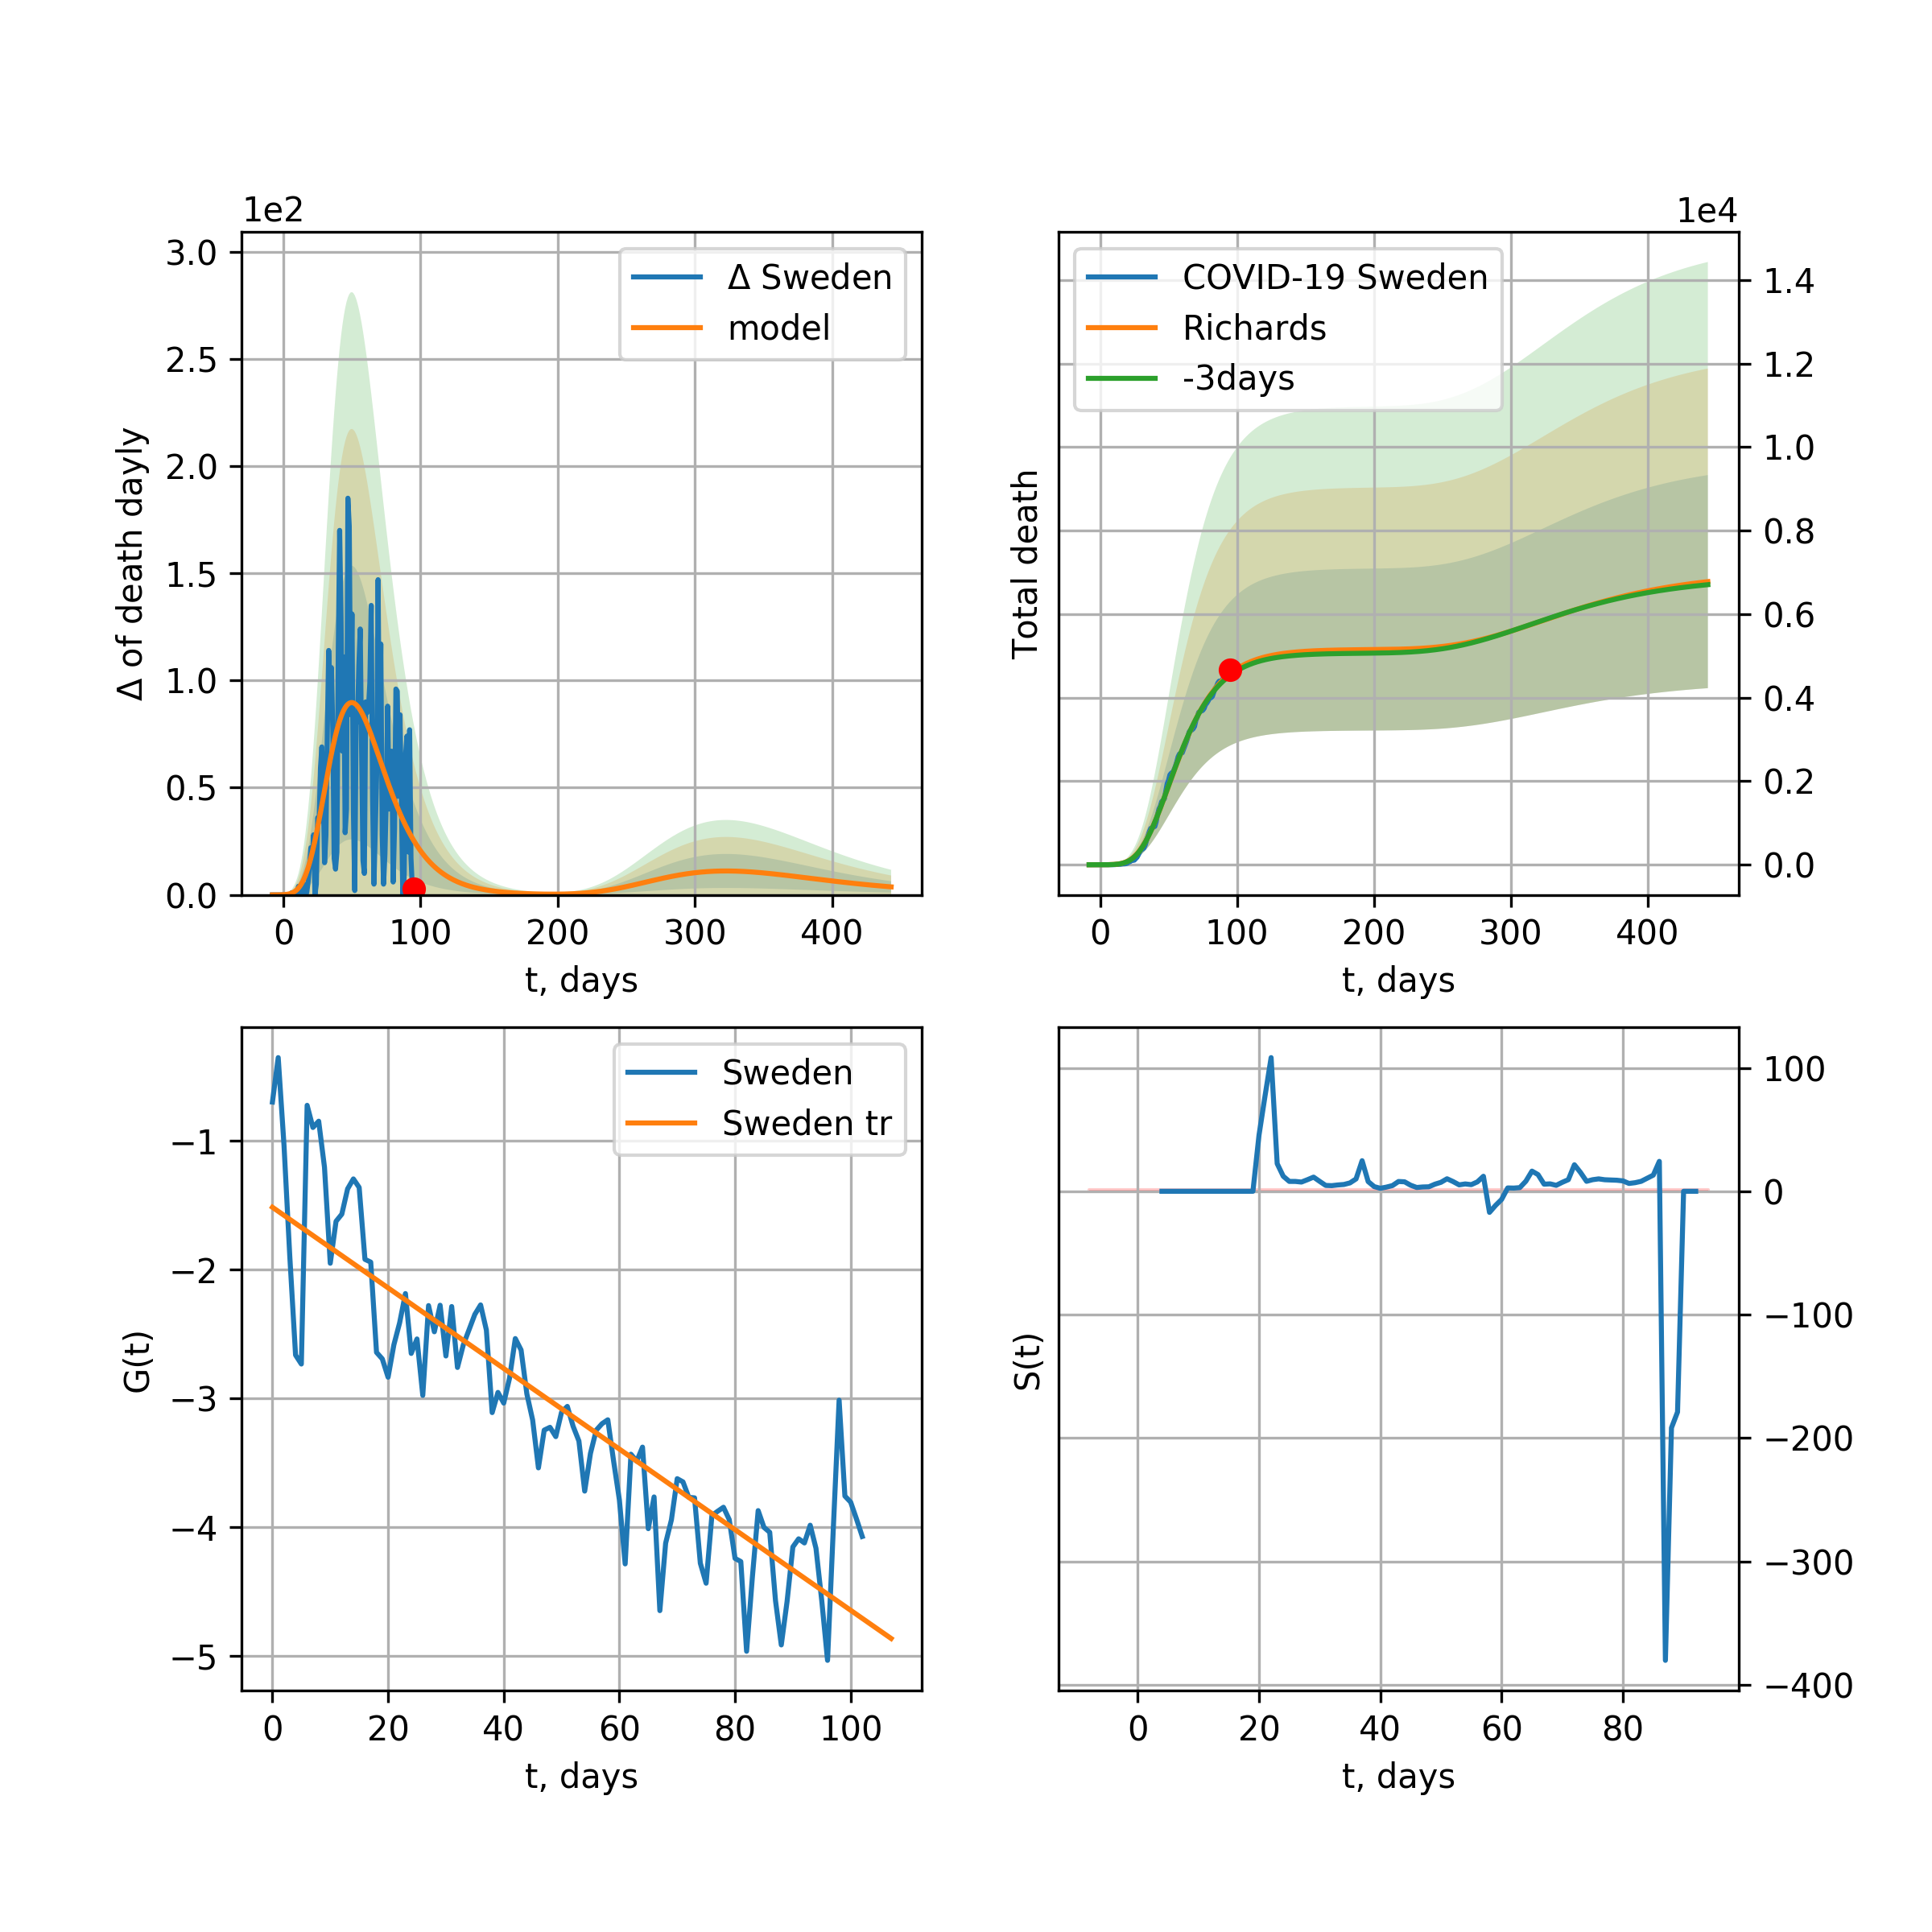 1e2
3.0
2.5
2.0
1.5
1.0
0.5
0.0
Δ of death dayly
Δ Sweden
model
0 100 200 300 400
t, days
1e4
COVID-19 Sweden
Richards
-3days
Total death
1.4
1.2
1.0
0.8
0.6
0.4
0.2
0.0
0 100 200 300 400
t, days
Sweden
Sweden tr
G(t)
−1
−2
−3
−4
−5
0 20 40 60 80 100
t, days
S(t)
100
0
−100
−200
−300
−400
0 20 40 60 80
t, days